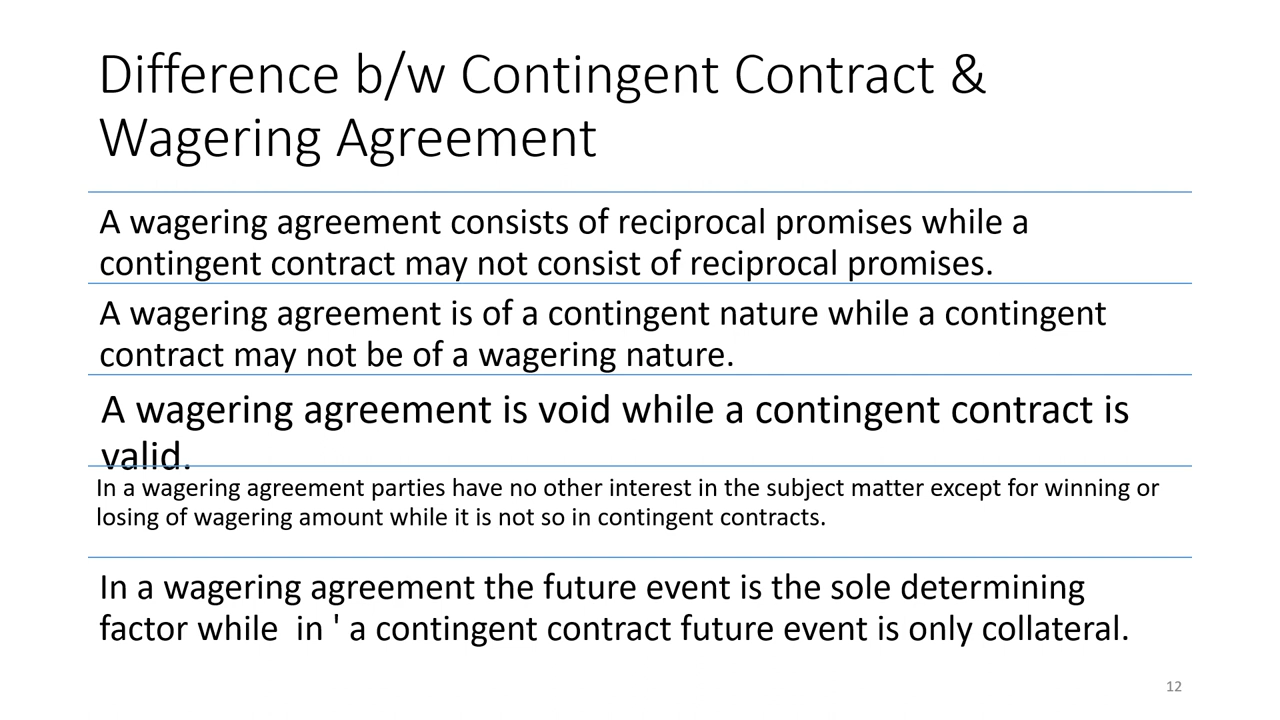 Difference b/w Contingent Contract &
Wagering Agreement
A wagering agreement consists of reciprocal promises while a
contingent contract may not consist of reciprocal promises.
A wagering agreement is of a contingent nature while a contingent
contract may not be of a wagering nature.
A wagering agreement is void while a contingent contract is
valid.
In a wagering agreement parties have no other interest in the subject matter except for winning or
losing of wagering amount while it is not so in contingent contracts.
In a wagering agreement the future event is the sole determining
factor while  in ' a contingent contract future event is only collateral.
12